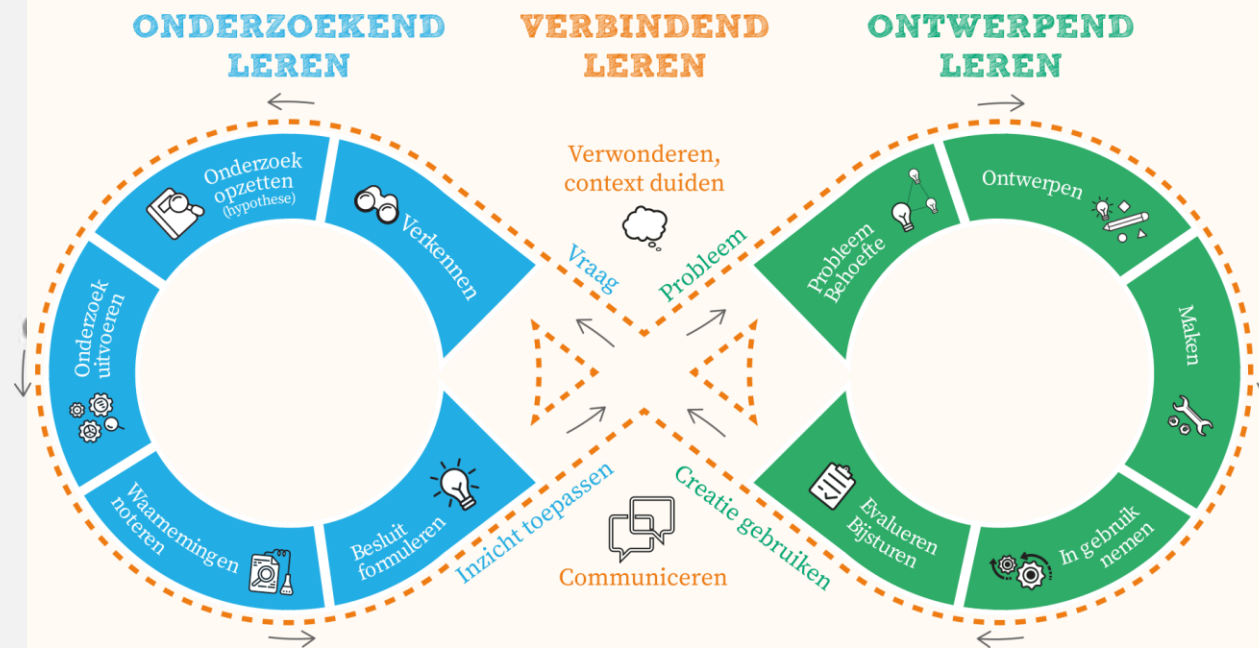 ONDERZOEKEND
LEREN
VERBINDEND
LEREN
ONTWERPEND
LEREN
Verwonderen,
context duiden
Vraag
Probleem
Verkennen
Onderzoek
opzetten
(hypothese)
Onderzoek
uitvoeren
Waarnemingen
noteren
Besluit
formuleren
Inzicht toepassen
Probleem
Behoefte
Ontwerpen
Maken
In gebruik
nemen
Evalueren
Bijsturen
Creatie gebruiken
Communiceren